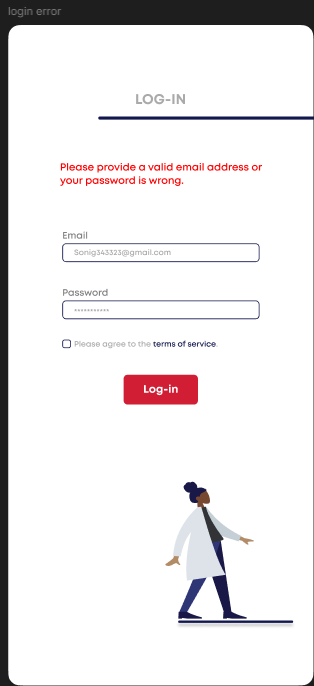 login error
LOG-IN
Please provide a valid email address or
your password is wrong.
Email
Sanig343323@gmail.com
Password
***********
Please agree to the terms of service.
Log-in